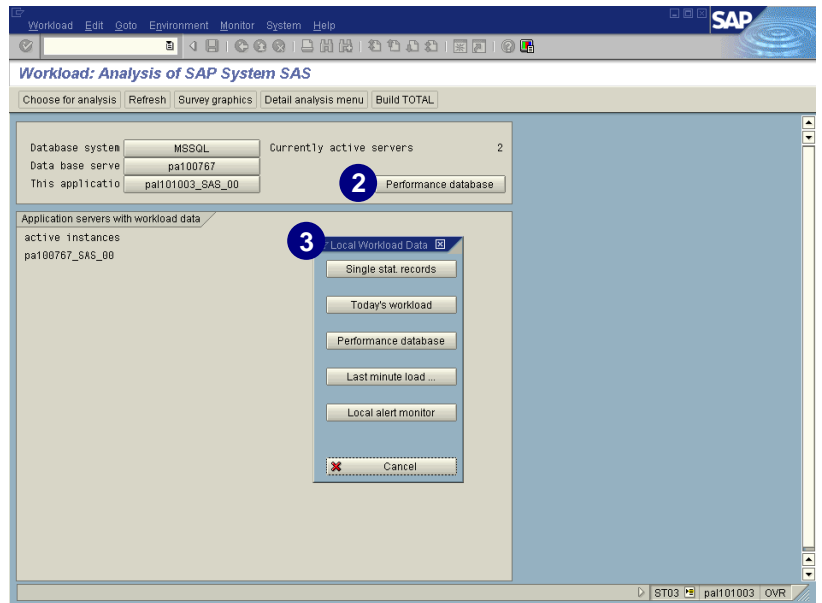 Workload Edit Goto Environment Monitor System Help
SAP
Workload: Analysis of SAP System SAS
Choose for analysis Refresh Survey graphics Detail analysis menu Build TOTAL
Database system MSSQL Currently active servers 2
Data base serve pa100767
This applicatio pal101003_SAS_00 2 Performance database
Application servers with workload data
active instances
pa100767_SAS_00
3 Local Workload Data
Single stat. records
Today's workload
Performance database
Last minute load ...
Local alert monitor
Cancel
ST03 pal101003 OVR